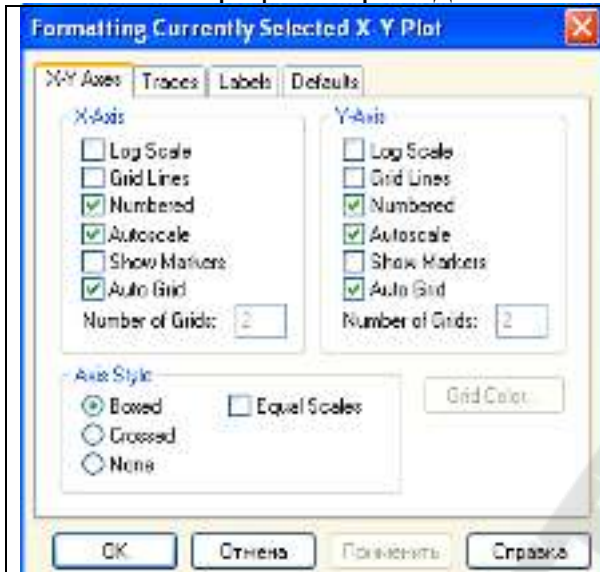 Formatting Currently Selected X-Y Plot
X-Y Axes Traces Labels Defaults
X-Axis
Log Scale
Grid Lines
Numbered
Autoscale
Show Markers
Auto Grid
Number of Grids: 2
Y-Axis
Log Scale
Grid Lines
Numbered
Autoscale
Show Markers
Auto Grid
Number of Grids: 2
Axis Style
Boxed
Crossed
None
Equal Scales
Grid Color...
OK Отмена Применить Справка